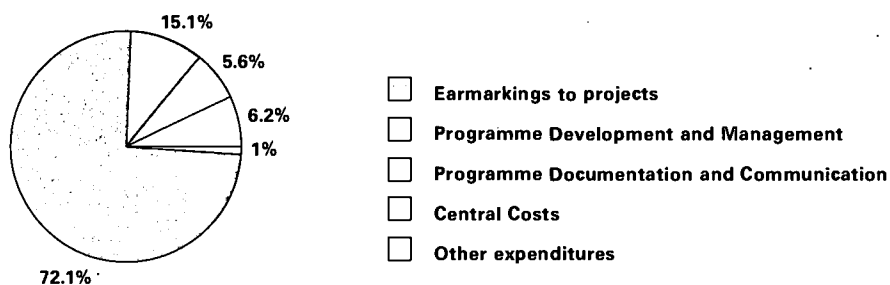 15.1%
5.6%
6.2%
1%
72.1%
Earmarkings to projects
Programme Development and Management
Programme Documentation and Communication
Central Costs
Other expenditures